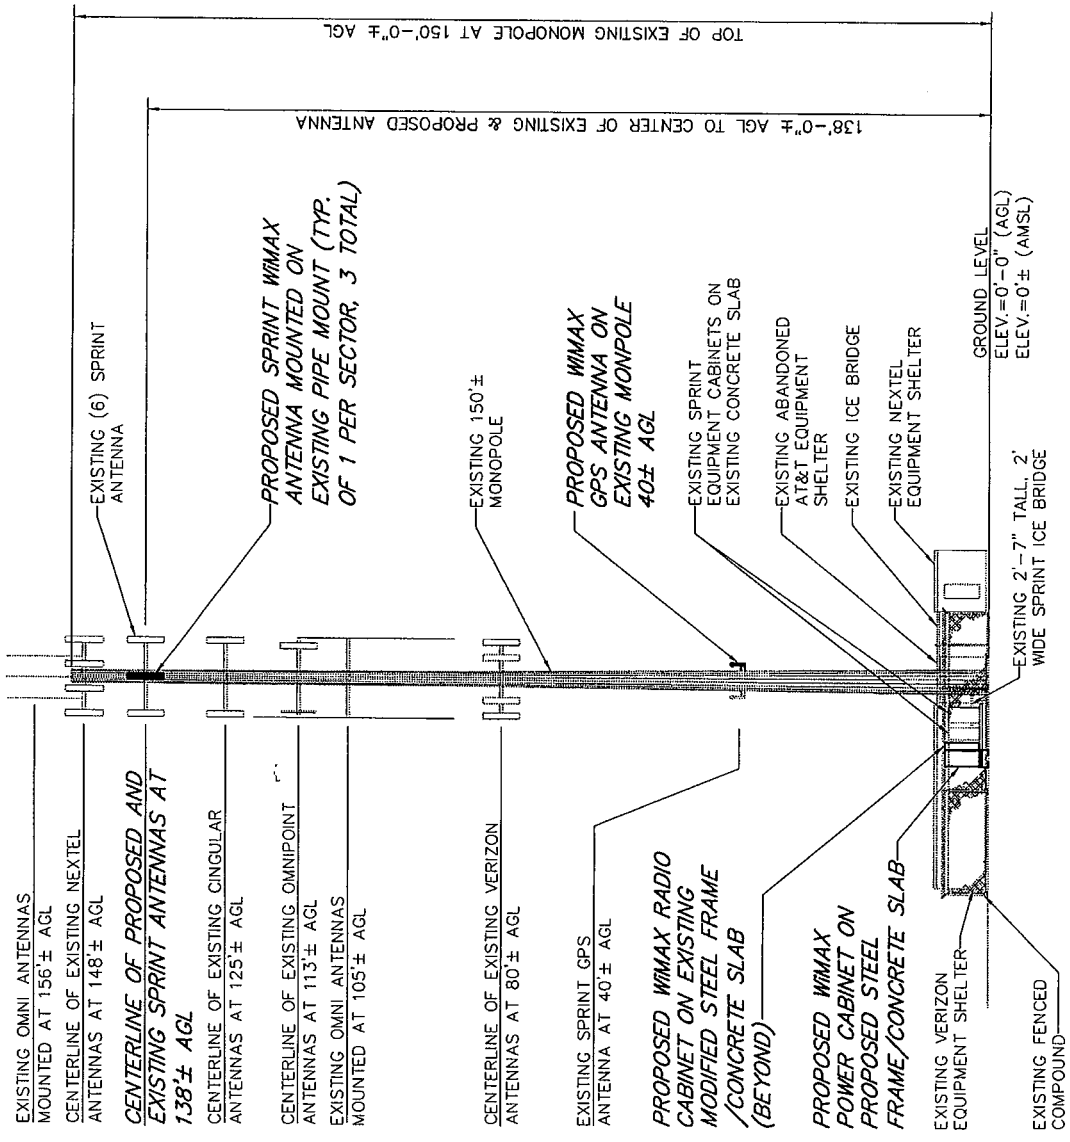 EXISTING OMNI ANTENNAS
MOUNTED AT 156'± AGL
CENTERLINE OF EXISTING NEXTEL
ANTENNAS AT 148'± AGL
CENTERLINE OF PROPOSED AND
EXISTING SPRINT ANTENNAS AT
138'± AGL
CENTERLINE OF EXISTING CINGULAR
ANTENNAS AT 125'± AGL
CENTERLINE OF EXISTING OMNIPOINT
ANTENNAS AT 113'± AGL
EXISTING OMNI ANTENNAS
MOUNTED AT 105'± AGL
CENTERLINE OF EXISTING VERIZON
ANTENNAS AT 80'± AGL
EXISTING SPRINT GPS
ANTENNA AT 40'± AGL
PROPOSED WiMAX RADIO
CABINET ON EXISTING
MODIFIED STEEL FRAME
/CONCRETE SLAB
(BEYOND)
PROPOSED WiMAX
POWER CABINET ON
PROPOSED STEEL
FRAME/CONCRETE SLAB
EXISTING VERIZON
EQUIPMENT SHELTER
EXISTING FENCED
COMPOUND
EXISTING (6) SPRINT
ANTENNA
PROPOSED SPRINT WiMAX
ANTENNA MOUNTED ON
EXISTING PIPE MOUNT (TYP.
OF 1 PER SECTOR, 3 TOTAL)
EXISTING 150'±
MONOPOLE
PROPOSED WiMAX
GPS ANTENNA ON
EXISTING MONPOLE
40± AGL
EXISTING SPRINT
EQUIPMENT CABINETS ON
EXISTING CONCRETE SLAB
EXISTING ABANDONED
AT&T EQUIPMENT
SHELTER
EXISTING ICE BRIDGE
EXISTING NEXTEL
EQUIPMENT SHELTER
EXISTING 2'-7" TALL, 2'
WIDE SPRINT ICE BRIDGE
GROUND LEVEL
ELEV.=0'-0" (AGL)
ELEV.=0'± (AMSL)
138'-0"± AGL TO CENTER OF EXISTING & PROPOSED ANTENNA
TOP OF EXISTING MONOPOLE AT 150'-0"± AGL